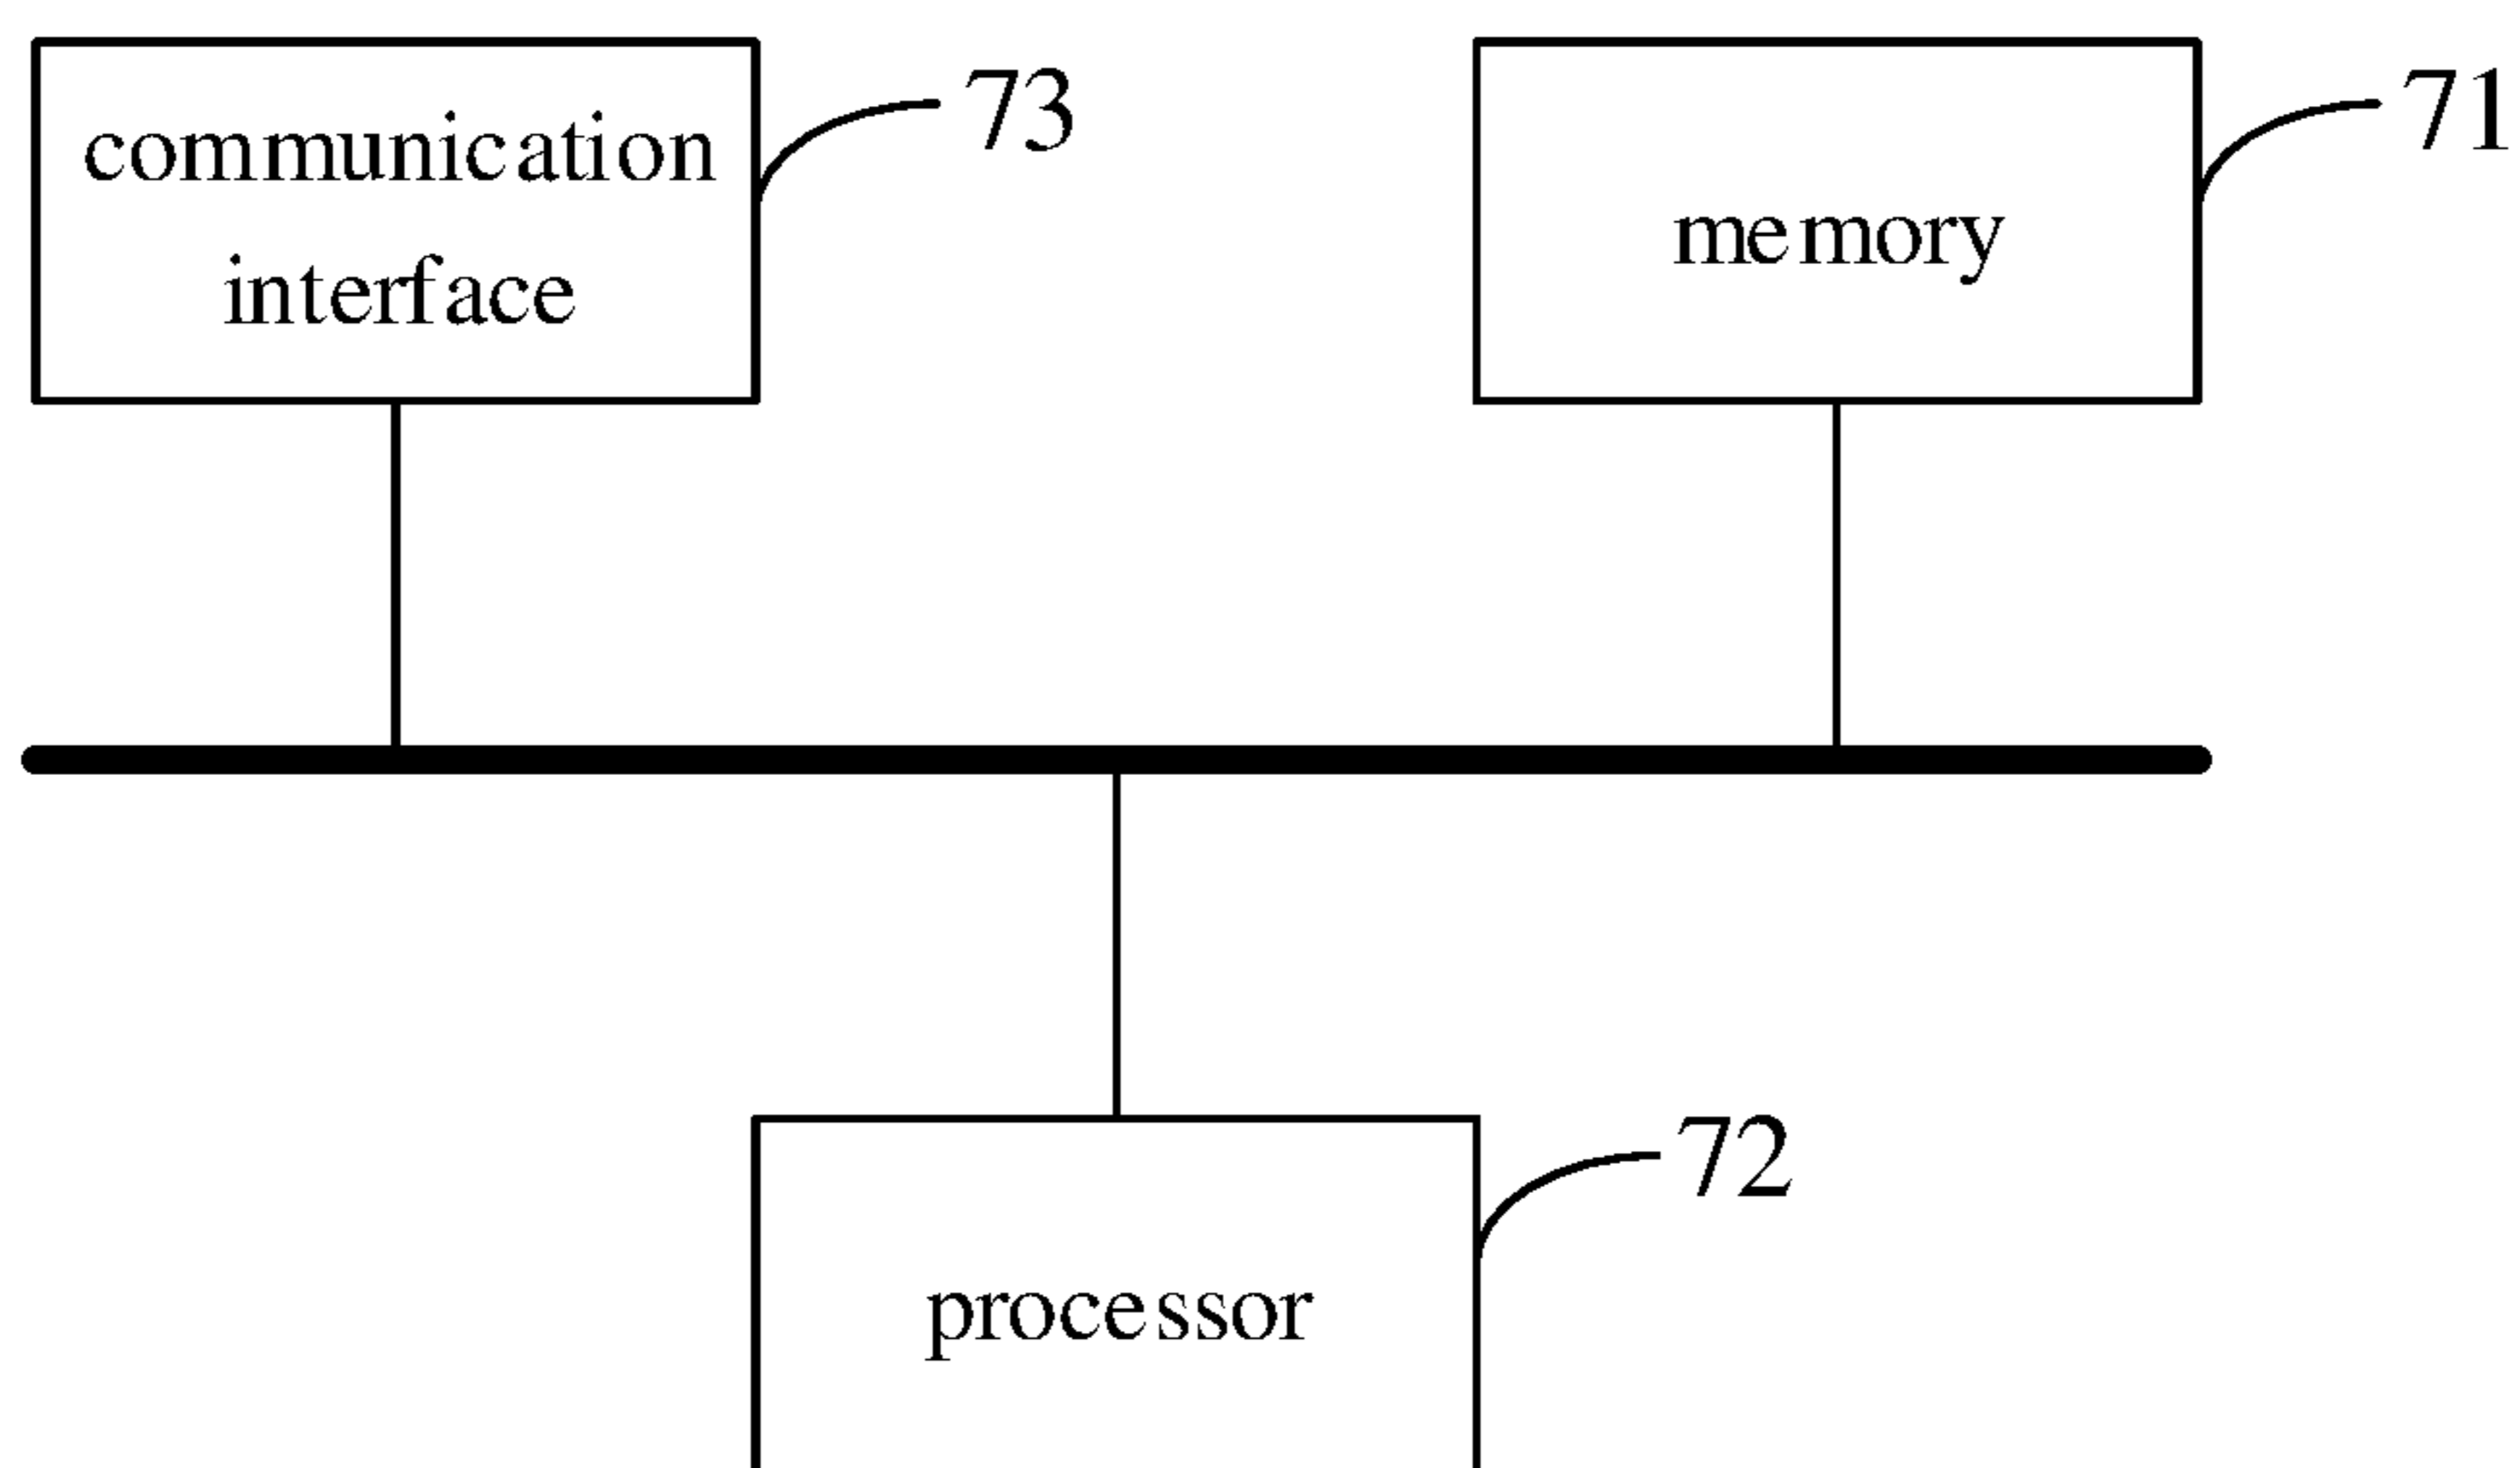 communication
interface
73
memory
71
processor
72